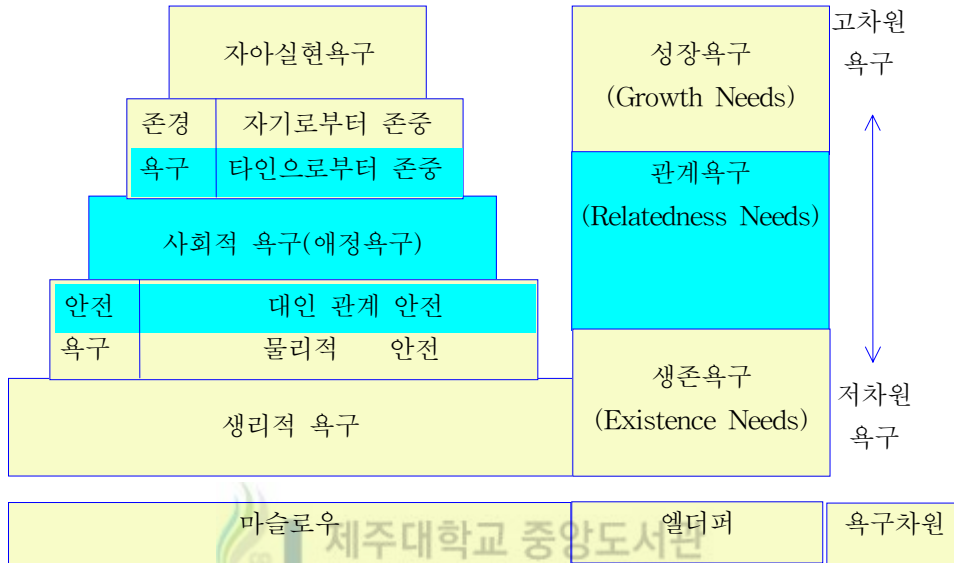 자아실현욕구
존경 자기로부터 존중
욕구 타인으로부터 존중
사회적 욕구(애정욕구)
안전 대인 관계 안전
욕구 물리적 안전
생리적 욕구
성장욕구
(Growth Needs)
관계욕구
(Relatedness Needs)
생존욕구
(Existence Needs)
고차원
욕구
저차원
욕구
마슬로우 엘더퍼 욕구차원
제주대학교 중앙도서관